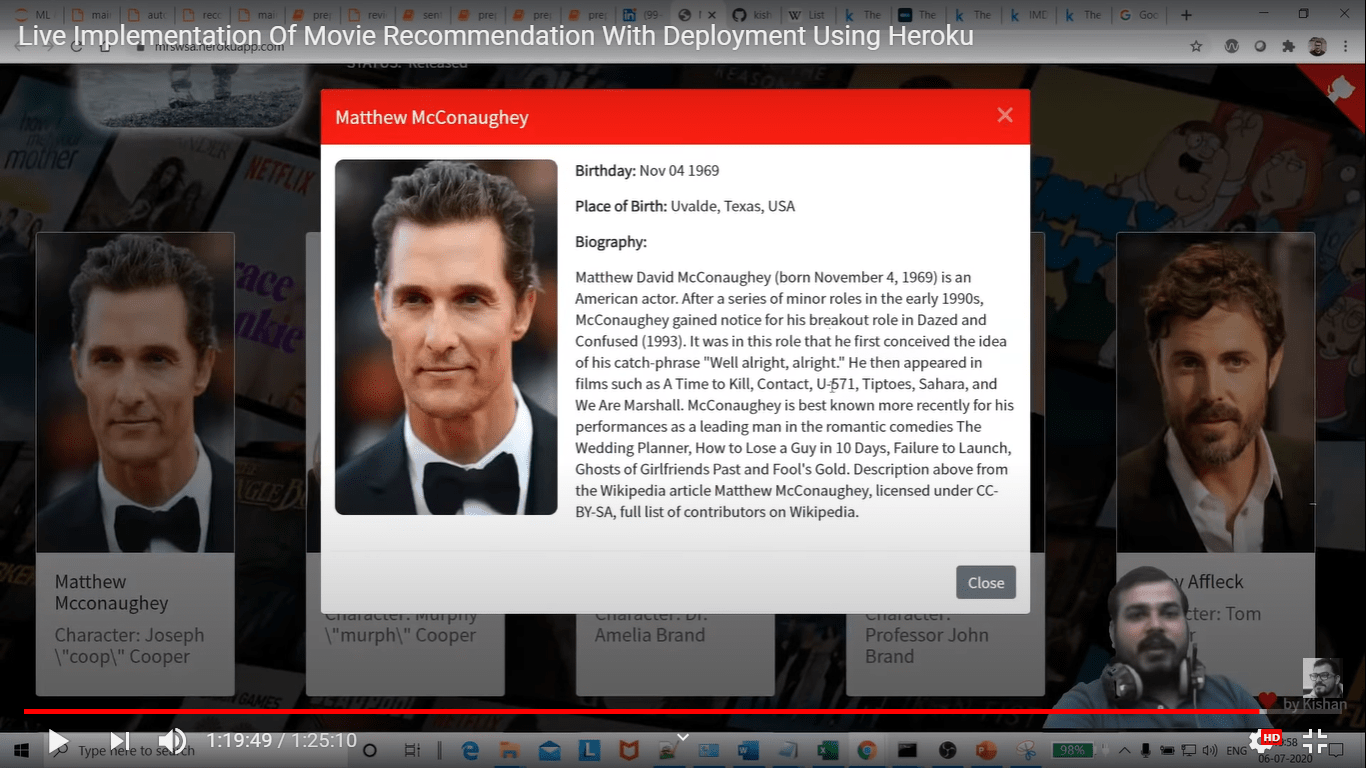 Live Implementation Of Movie Recommendation With Deployment Using Heroku
mrswsa.herokuapp.com
STATUS: Released
Matthew McConaughey
×
Birthday: Nov 04 1969
Place of Birth: Uvalde, Texas, USA
Biography:
Matthew David McConaughey (born November 4, 1969) is an
American actor. After a series of minor roles in the early 1990s,
McConaughey gained notice for his breakout role in Dazed and
Confused (1993). It was in this role that he first conceived the idea
of his catch-phrase "Well alright, alright." He then appeared in
films such as A Time to Kill, Contact, U-571, Tiptoes, Sahara, and
We Are Marshall. McConaughey is best known more recently for his
performances as a leading man in the romantic comedies The
Wedding Planner, How to Lose a Guy in 10 Days, Failure to Launch,
Ghosts of Girlfriends Past and Fool's Gold. Description above from
the Wikipedia article Matthew McConaughey, licensed under CC-
BY-SA, full list of contributors on Wikipedia.
Close
Matthew
Mcconaughey
Character: Joseph
\"coop\" Cooper
Character: Murphy
\"murph\" Cooper
Character: Dr.
Amelia Brand
Character:
Professor John
Brand
Affleck
Tom
mother
NETFLIX
by Kishan
1:19:49 / 1:25:10
HD
Type here to search
98%
ENG
06-07-2020